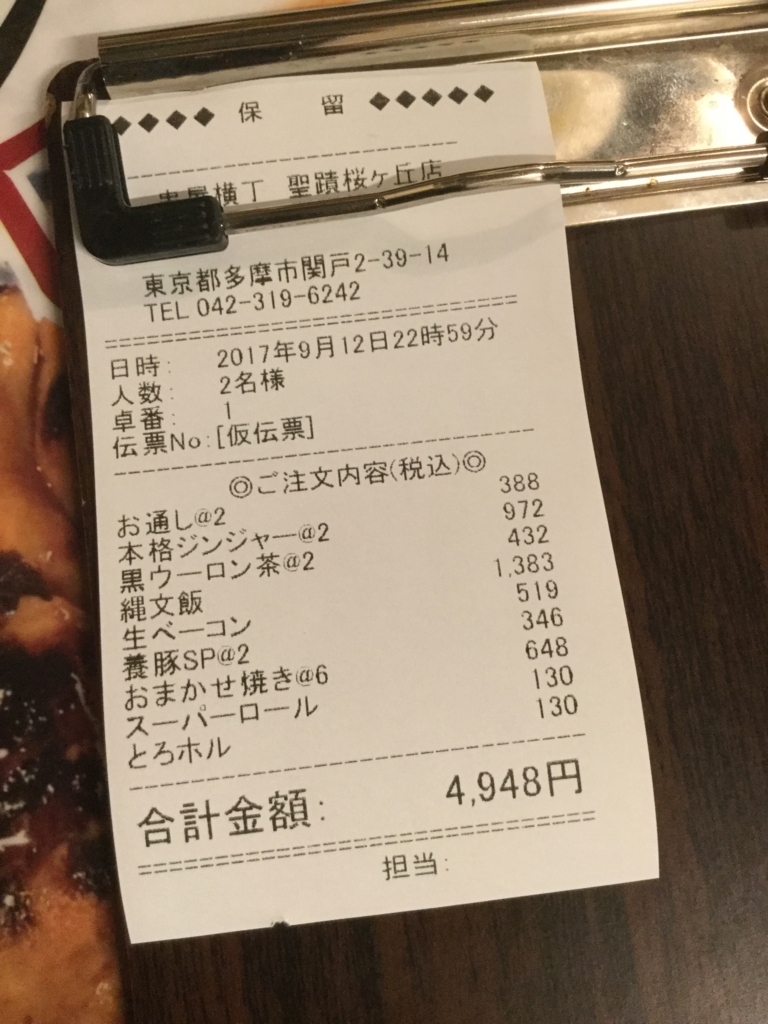 ◆◆◆◆ 保 留 ◆◆◆◆◆
横丁 聖蹟桜ヶ丘店
東京都多摩市関戸2-39-14
TEL 042-319-6242
日時: 2017年9月12日22時59分
人数: 2名様
卓番: 1
伝票No:[仮伝票]
◎ご注文内容(税込)◎
お通し@2 388
本格ジンジャー@2 972
黒ウーロン茶@2 432
縄文飯 1,383
生ベーコン 519
養豚SP@2 346
おまかせ焼き@6 648
スーパーロール 130
とろホル 130
合計金額: 4,948円
担当: